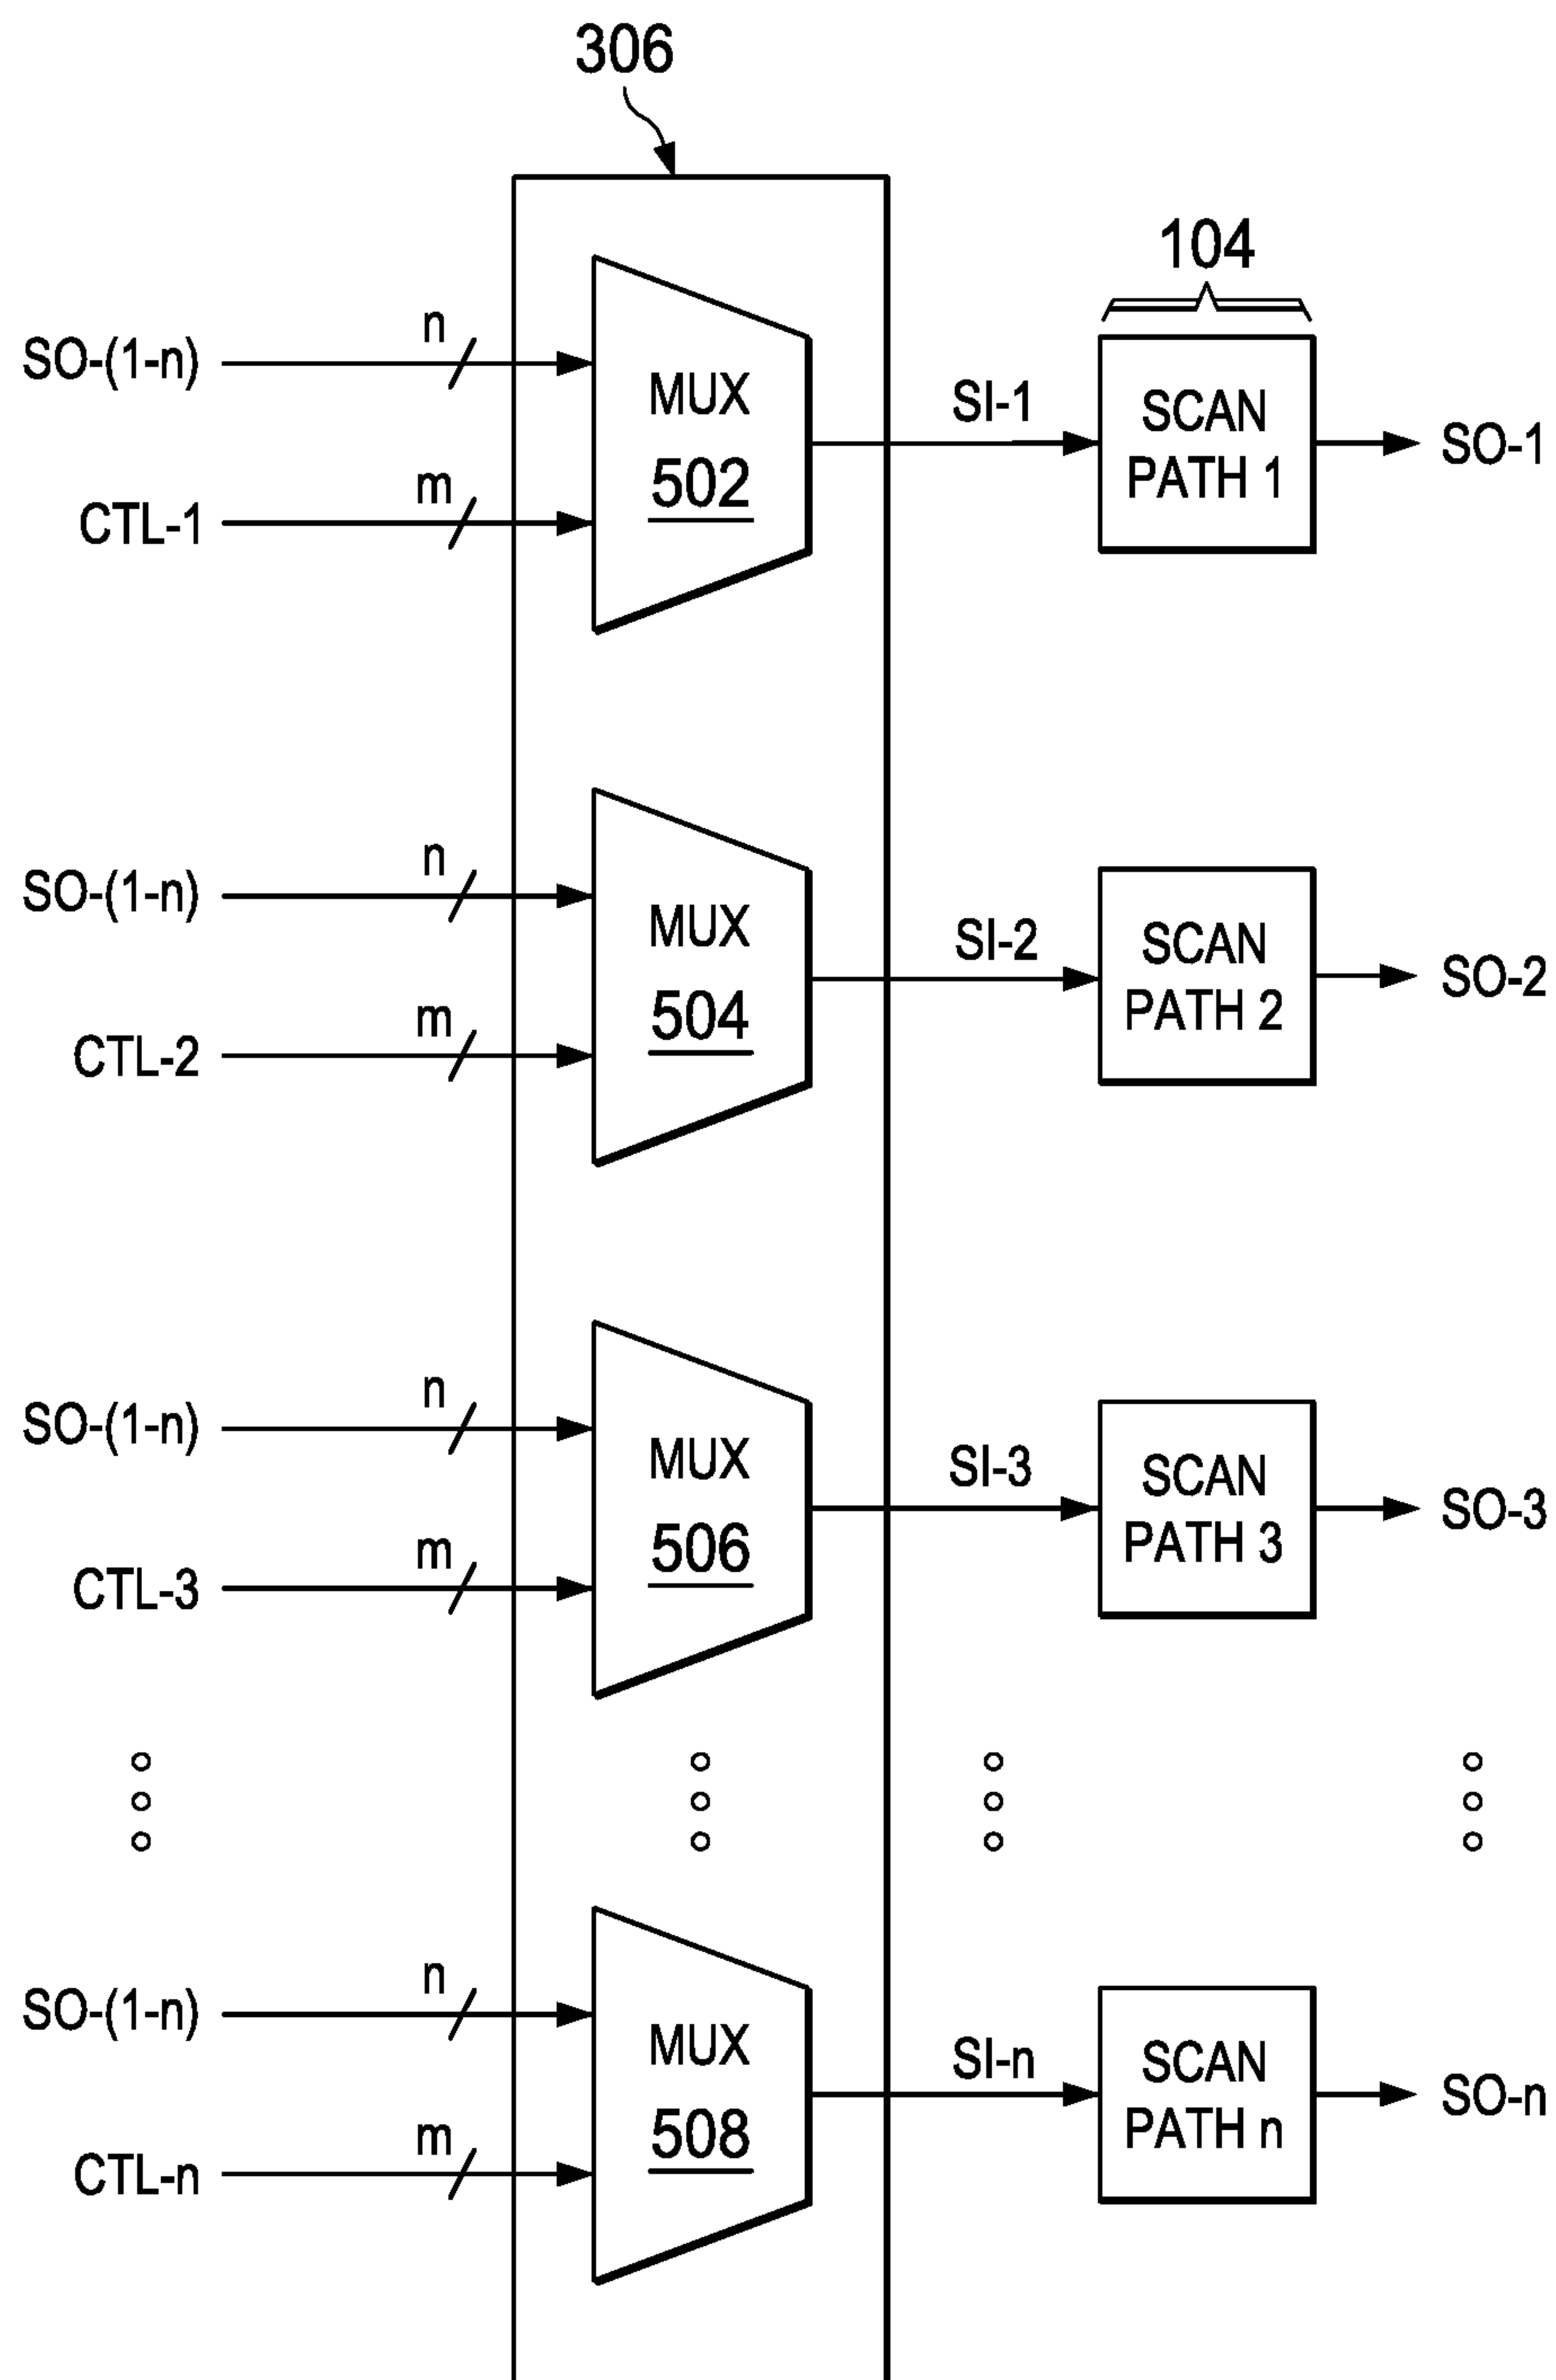 306
104
n
SO-(1-n)
m
CTL-1
MUX
502
SI-1
SCAN
PATH 1
SO-1
n
SO-(1-n)
m
CTL-2
MUX
504
SI-2
SCAN
PATH 2
SO-2
n
SO-(1-n)
m
CTL-3
MUX
506
SI-3
SCAN
PATH 3
SO-3
n
SO-(1-n)
m
CTL-n
MUX
508
SI-n
SCAN
PATH n
SO-n